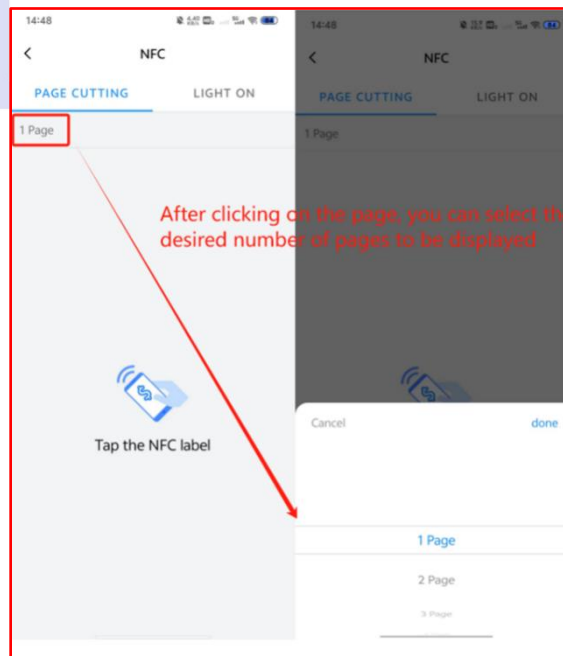 14:48
NFC
PAGE CUTTING
LIGHT ON
1 Page
Tap the NFC label
14:48
NFC
PAGE CUTTING
LIGHT ON
1 Page
After clicking on the page, you can select the
desired number of pages to be displayed
Cancel
done
1 Page
2 Page
3 Page